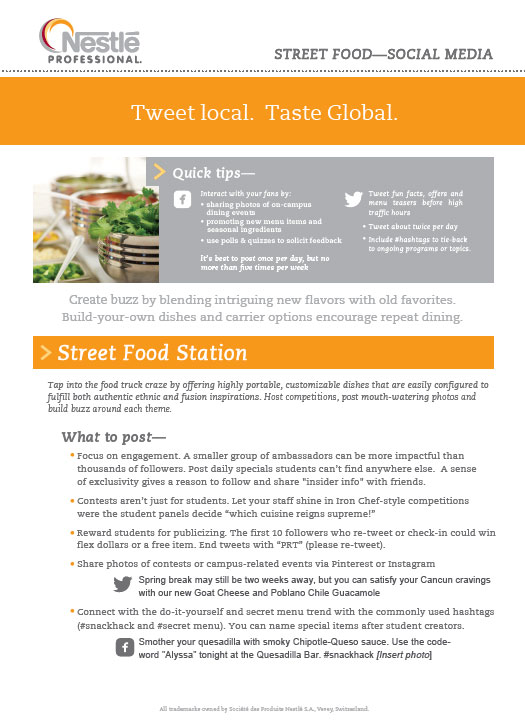 Nestlé
PROFESSIONAL.
STREET FOOD—SOCIAL MEDIA
Tweet local.  Taste Global.
Quick tips—
Interact with your fans by:
• sharing photos of on-campus
dining events
• promoting new menu items and
seasonal ingredients
• use polls & quizzes to solicit feedback
It's best to post once per day, but no
more than five times per week
Tweet fun facts, offers and
menu teasers before high
traffic hours
• Tweet about twice per day
• Include #hashtags to tie-back
to ongoing programs or topics.
Create buzz by blending intriguing new flavors with old favorites.
Build-your-own dishes and carrier options encourage repeat dining.
Street Food Station
Tap into the food truck craze by offering highly portable, customizable dishes that are easily configured to
fulfill both authentic ethnic and fusion inspirations. Host competitions, post mouth-watering photos and
build buzz around each theme.
What to post—
• Focus on engagement. A smaller group of ambassadors can be more impactful than
thousands of followers. Post daily specials students can't find anywhere else.  A sense
of exclusivity gives a reason to follow and share "insider info" with friends.
• Contests aren't just for students. Let your staff shine in Iron Chef-style competitions
were the student panels decide “which cuisine reigns supreme!”
• Reward students for publicizing. The first 10 followers who re-tweet or check-in could win
flex dollars or a free item. End tweets with “PRT” (please re-tweet).
• Share photos of contests or campus-related events via Pinterest or Instagram
Spring break may still be two weeks away, but you can satisfy your Cancun cravings
with our new Goat Cheese and Poblano Chile Guacamole
• Connect with the do-it-yourself and secret menu trend with the commonly used hashtags
(#snackhack and #secret menu). You can name special items after student creators.
Smother your quesadilla with smoky Chipotle-Queso sauce. Use the code-
word "Alyssa" tonight at the Quesadilla Bar. #snackhack [Insert photo]
All trademarks owned by Société des Produits Nestlé S.A., Vevey, Switzerland.